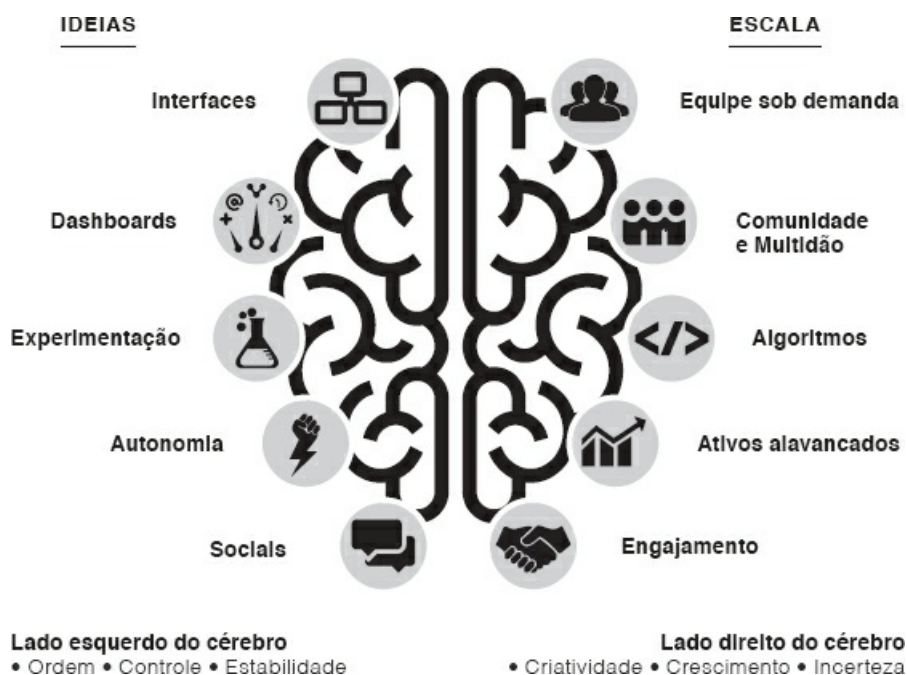 IDEIAS
ESCALA
Interfaces
Equipe sob demanda
Dashboards
Comunidade
e Multidão
Experimentação
</> Algoritmos
Autonomia
Ativos alavancados
Sociais
Engajamento
Lado esquerdo do cérebro
• Ordem • Controle • Estabilidade
Lado direito do cérebro
• Criatividade • Crescimento • Incerteza